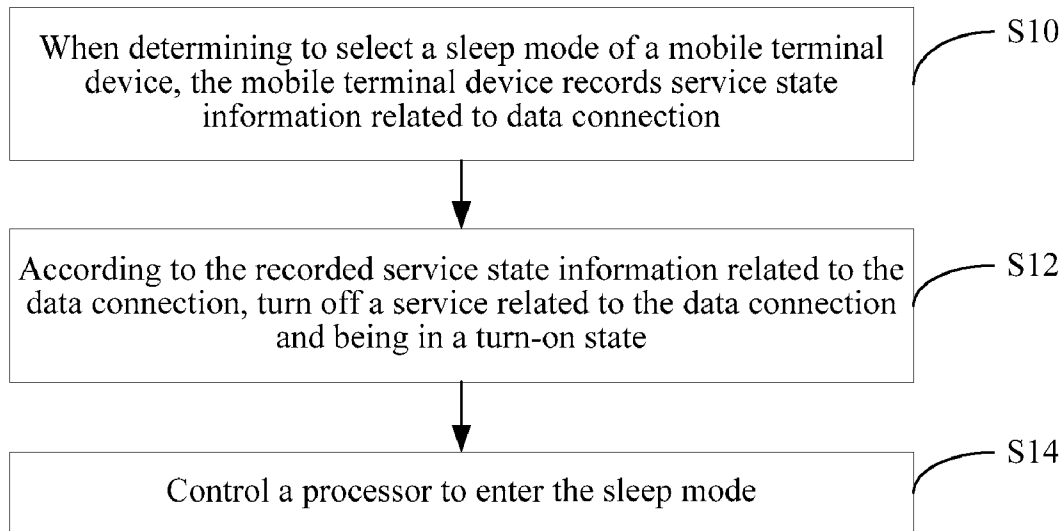 When determining to select a sleep mode of a mobile terminal
device, the mobile terminal device records service state
information related to data connection
S10
According to the recorded service state information related to the
data connection, turn off a service related to the data connection
and being in a turn-on state
S12
Control a processor to enter the sleep mode
S14